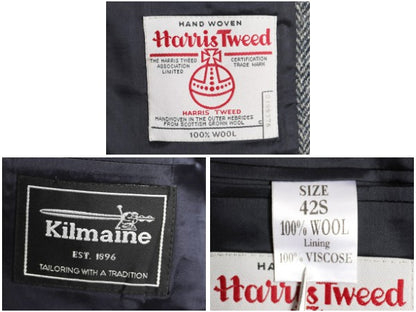 HAND WOVEN
Harris Tweed
THE HARRIS TWEED
ASSOCIATION
LIMITED
CERTIFICATION
TRADE MARK
HARRIS TWEED
HANDWOVEN IN THE OUTER HEBRIDES
FROM SCOTTISH GROWN WOOL
100% WOOL
Kilmaine
EST. 1896
TAILORING WITH A TRADITION
SIZE
42S
100% WOOL
Lining
100% VISCOSE
HA
Harris Tweed